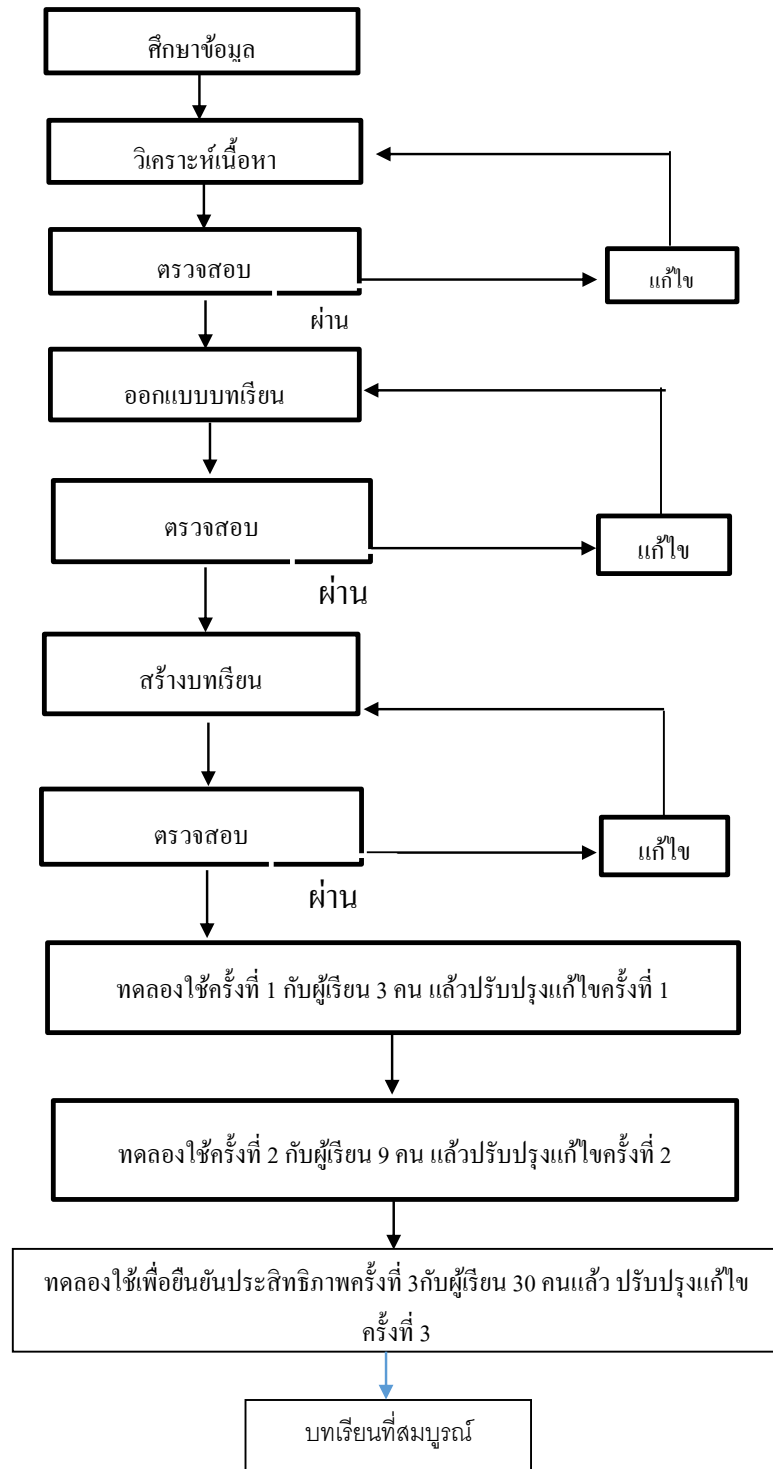 ศึกษาข้อมูล
วิเคราะห์เนื้อหา
ตรวจสอบ
แก้ไข
ผ่าน
ออกแบบบทเรียน
ตรวจสอบ
แก้ไข
ผ่าน
สร้างบทเรียน
ตรวจสอบ
แก้ไข
ผ่าน
ทดลองใช้ครั้งที่ 1 กับผู้เรียน 3 คน แล้วปรับปรุงแก้ไขครั้งที่ 1
ทดลองใช้ครั้งที่ 2 กับผู้เรียน 9 คน แล้วปรับปรุงแก้ไขครั้งที่ 2
ทดลองใช้เพื่อยืนยันประสิทธิภาพครั้งที่ 3กับผู้เรียน 30 คนแล้ว ปรับปรุงแก้ไข
ครั้งที่ 3
บทเรียนที่สมบูรณ์